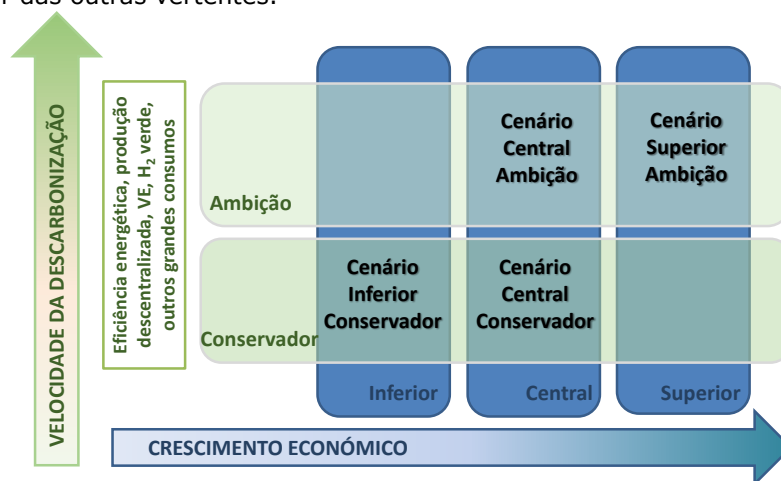 das outras vertentes.
VELOCIDADE DA DESCARBONIZAÇÃO
Eficiência energética, produção
descentralizada, VE, H₂ verde,
outros grandes consumos
Cenário
Central
Ambição
Cenário
Superior
Ambição
Ambição
Cenário
Inferior
Conservador
Cenário
Central
Conservador
Conservador
Inferior
Central
Superior
CRESCIMENTO ECONÓMICO